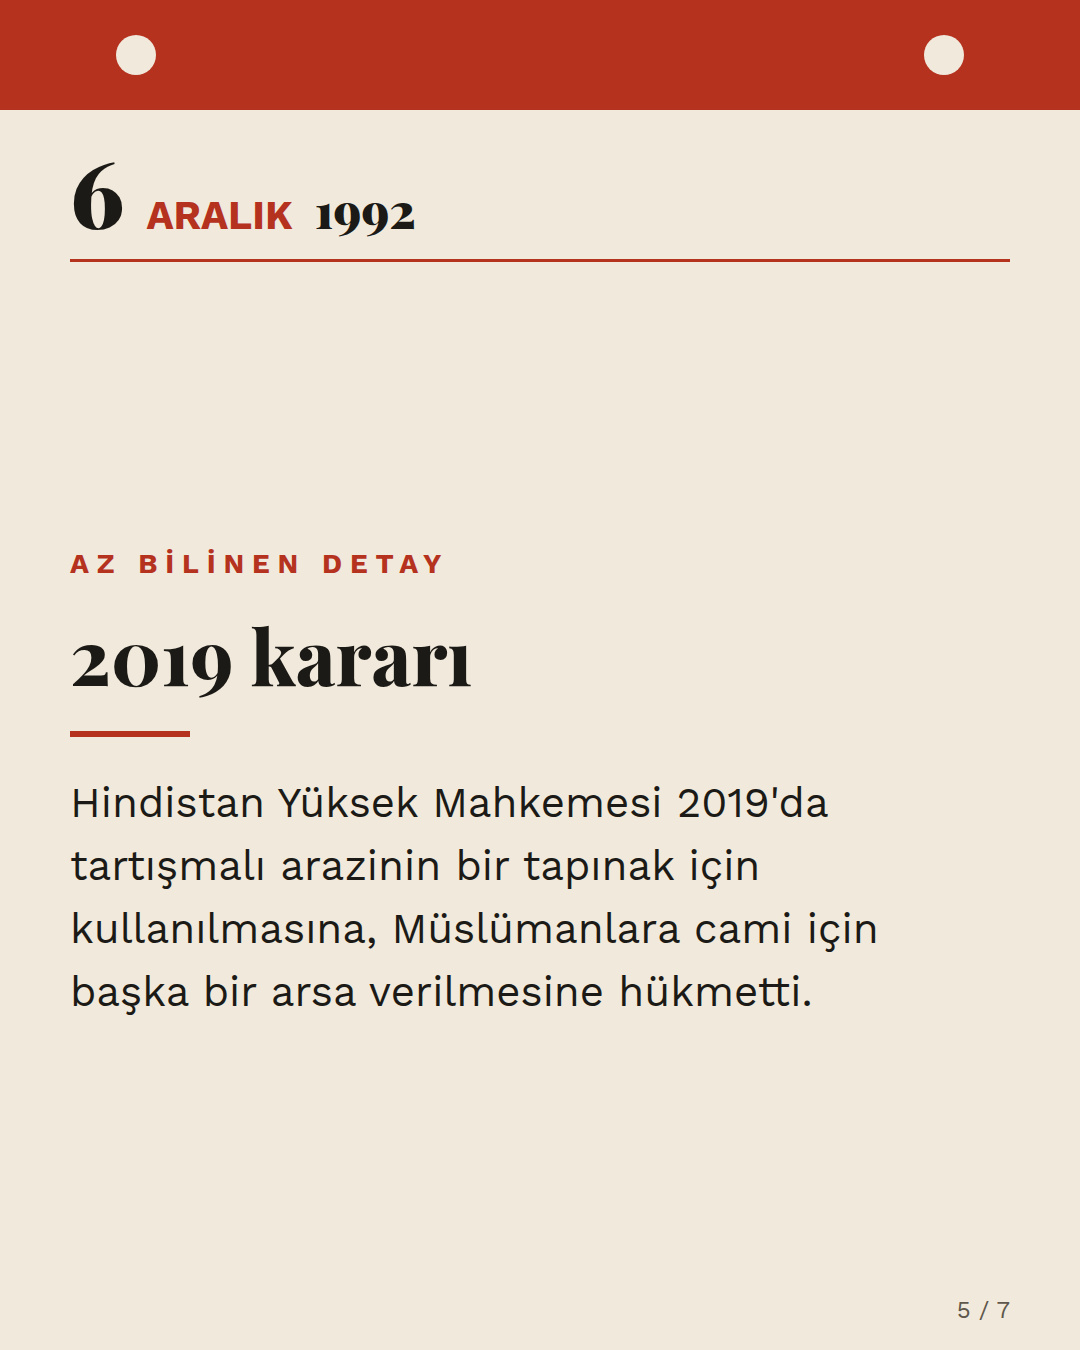 6 ARALIK 1992
AZ BİLİNEN DETAY
2019 kararı
Hindistan Yüksek Mahkemesi 2019'da
tartışmalı arazinin bir tapınak için
kullanılmasına, Müslümanlara cami için
başka bir arsa verilmesine hükmetti.
5 / 7